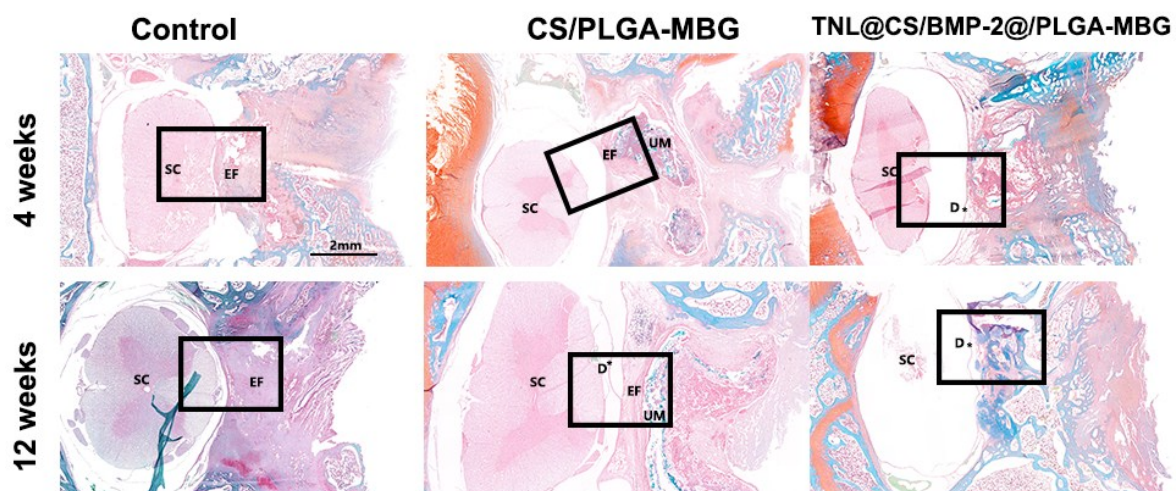 Control
CS/PLGA-MBG
TNL@CS/BMP-2@/PLGA-MBG
4 weeks
SC
EF
2mm
SC
EF
UM
SC
D *
12 weeks
SC
EF
SC
D *
EF
UM
SC
D *